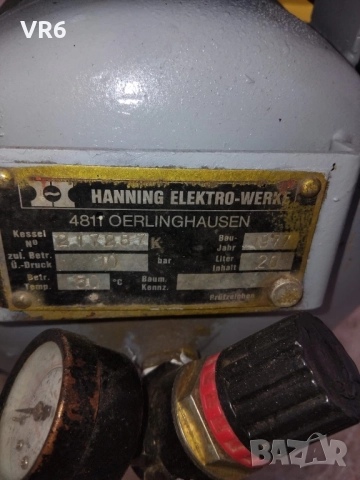 VR6
HANNING ELEKTRO-WERKE
4811 OERLINGHAUSEN
Kessel
Nº
K
Bau-
Jahr
zul. Betr.
Ü.-Druck
bar
Liter
Inhalt
Betr.
Temp.
°C
Baum.
Kennz.
Prüfzeichen
BAZAR